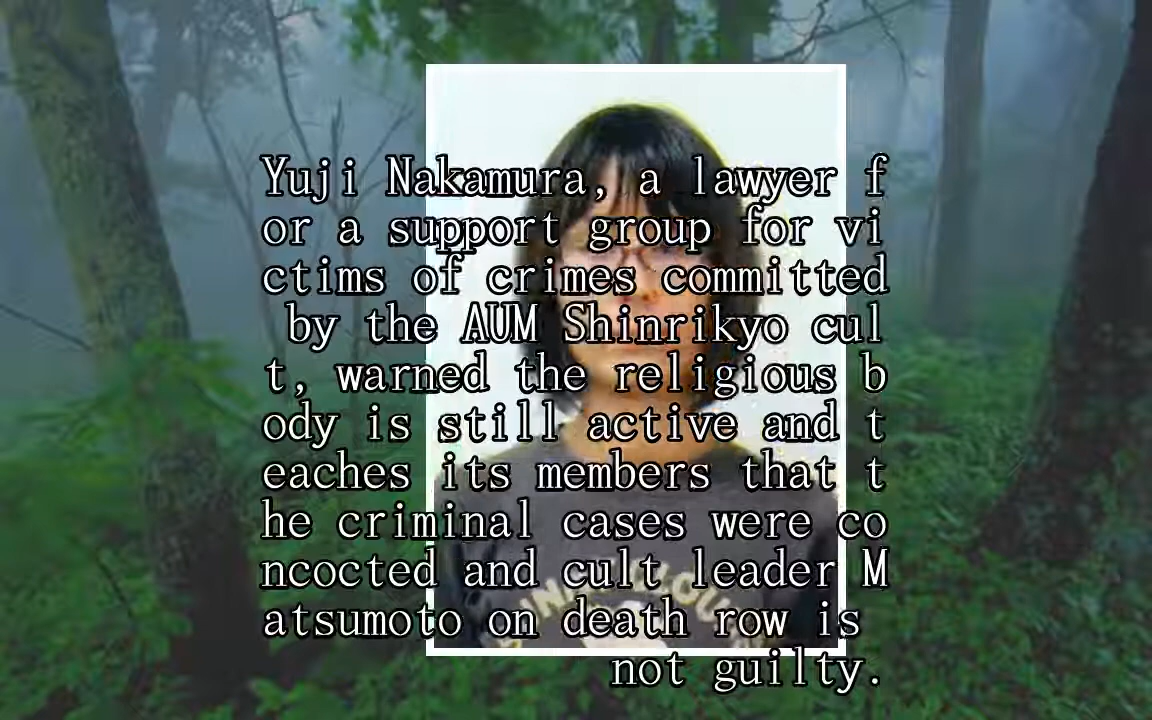 Yuji Nakamura, a lawyer f
or a support group for vi
ctims of crimes committed
by the AUM Shinrikyo cul
t, warned the religious b
ody is still active and t
eaches its members that t
he criminal cases were co
ncocted and cult leader M
atsumoto on death row is
not guilty.